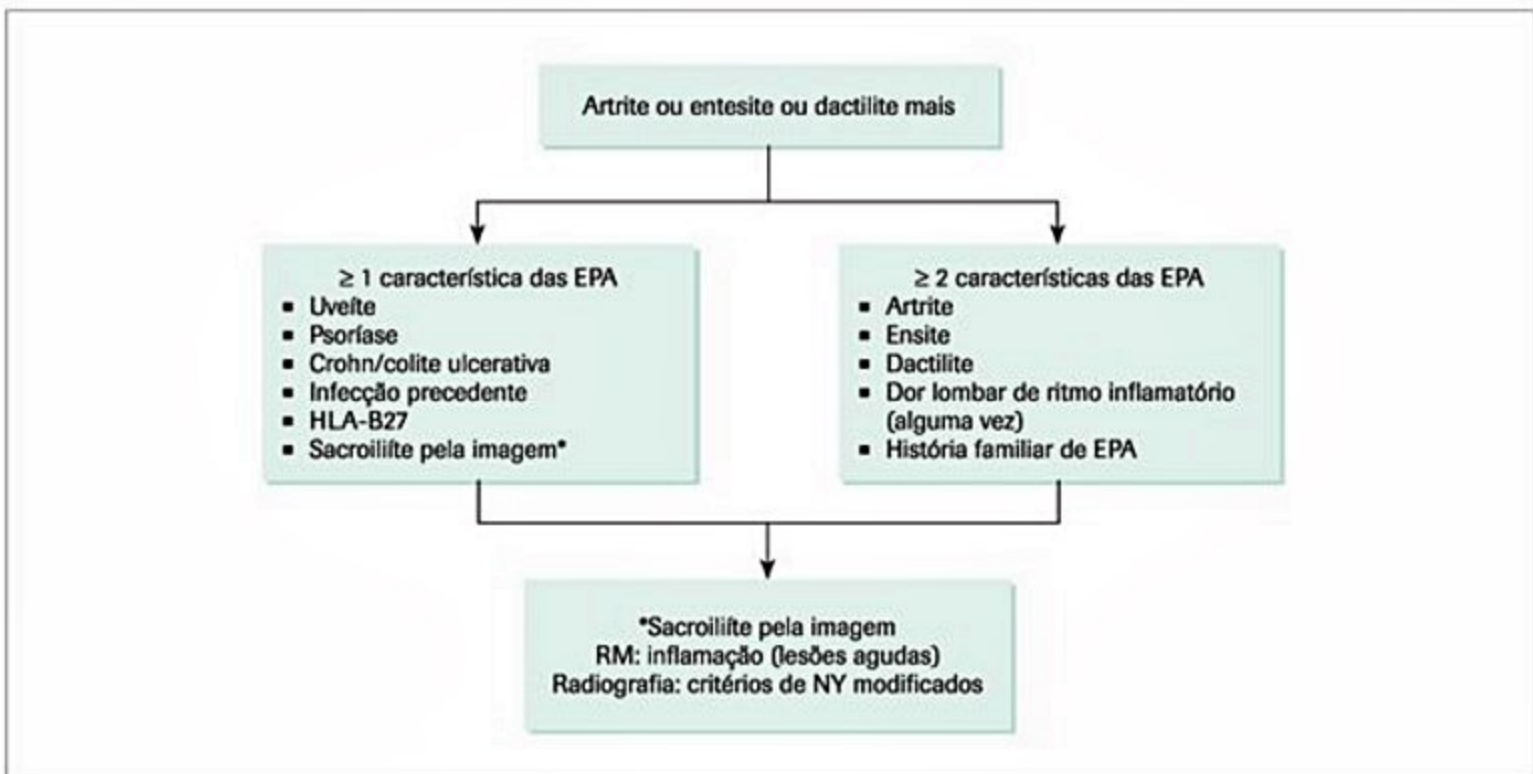 Artrite ou entesite ou dactilite mais
≥ 1 característica das EPA
▪ Uveíte
▪ Psoríase
▪ Crohn/colite ulcerativa
▪ Infecção precedente
▪ HLA-B27
▪ Sacroiliíte pela imagem*
≥ 2 características das EPA
▪ Artrite
▪ Ensite
▪ Dactilite
▪ Dor lombar de ritmo inflamatório
(alguma vez)
▪ História familiar de EPA
*Sacroiliíte pela imagem
RM: inflamação (lesões agudas)
Radiografia: critérios de NY modificados